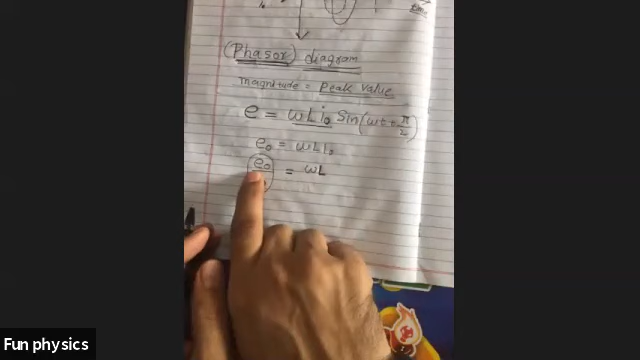 (Phasor) diagram
magnitude = Peak value
e = ωLi₀ Sin(ωt + π/2)
e₀ = ωLi₀
e₀ = ωL
Fun physics